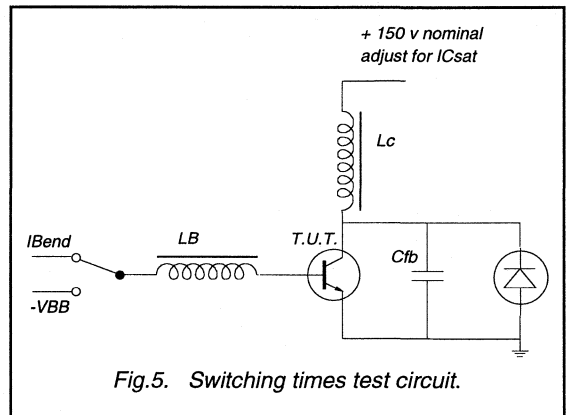 + 150 v nominal
adjust for ICsat
Lc
IBend
LB
T.U.T.
Cfb
-VBB
Fig.5. Switching times test circuit.